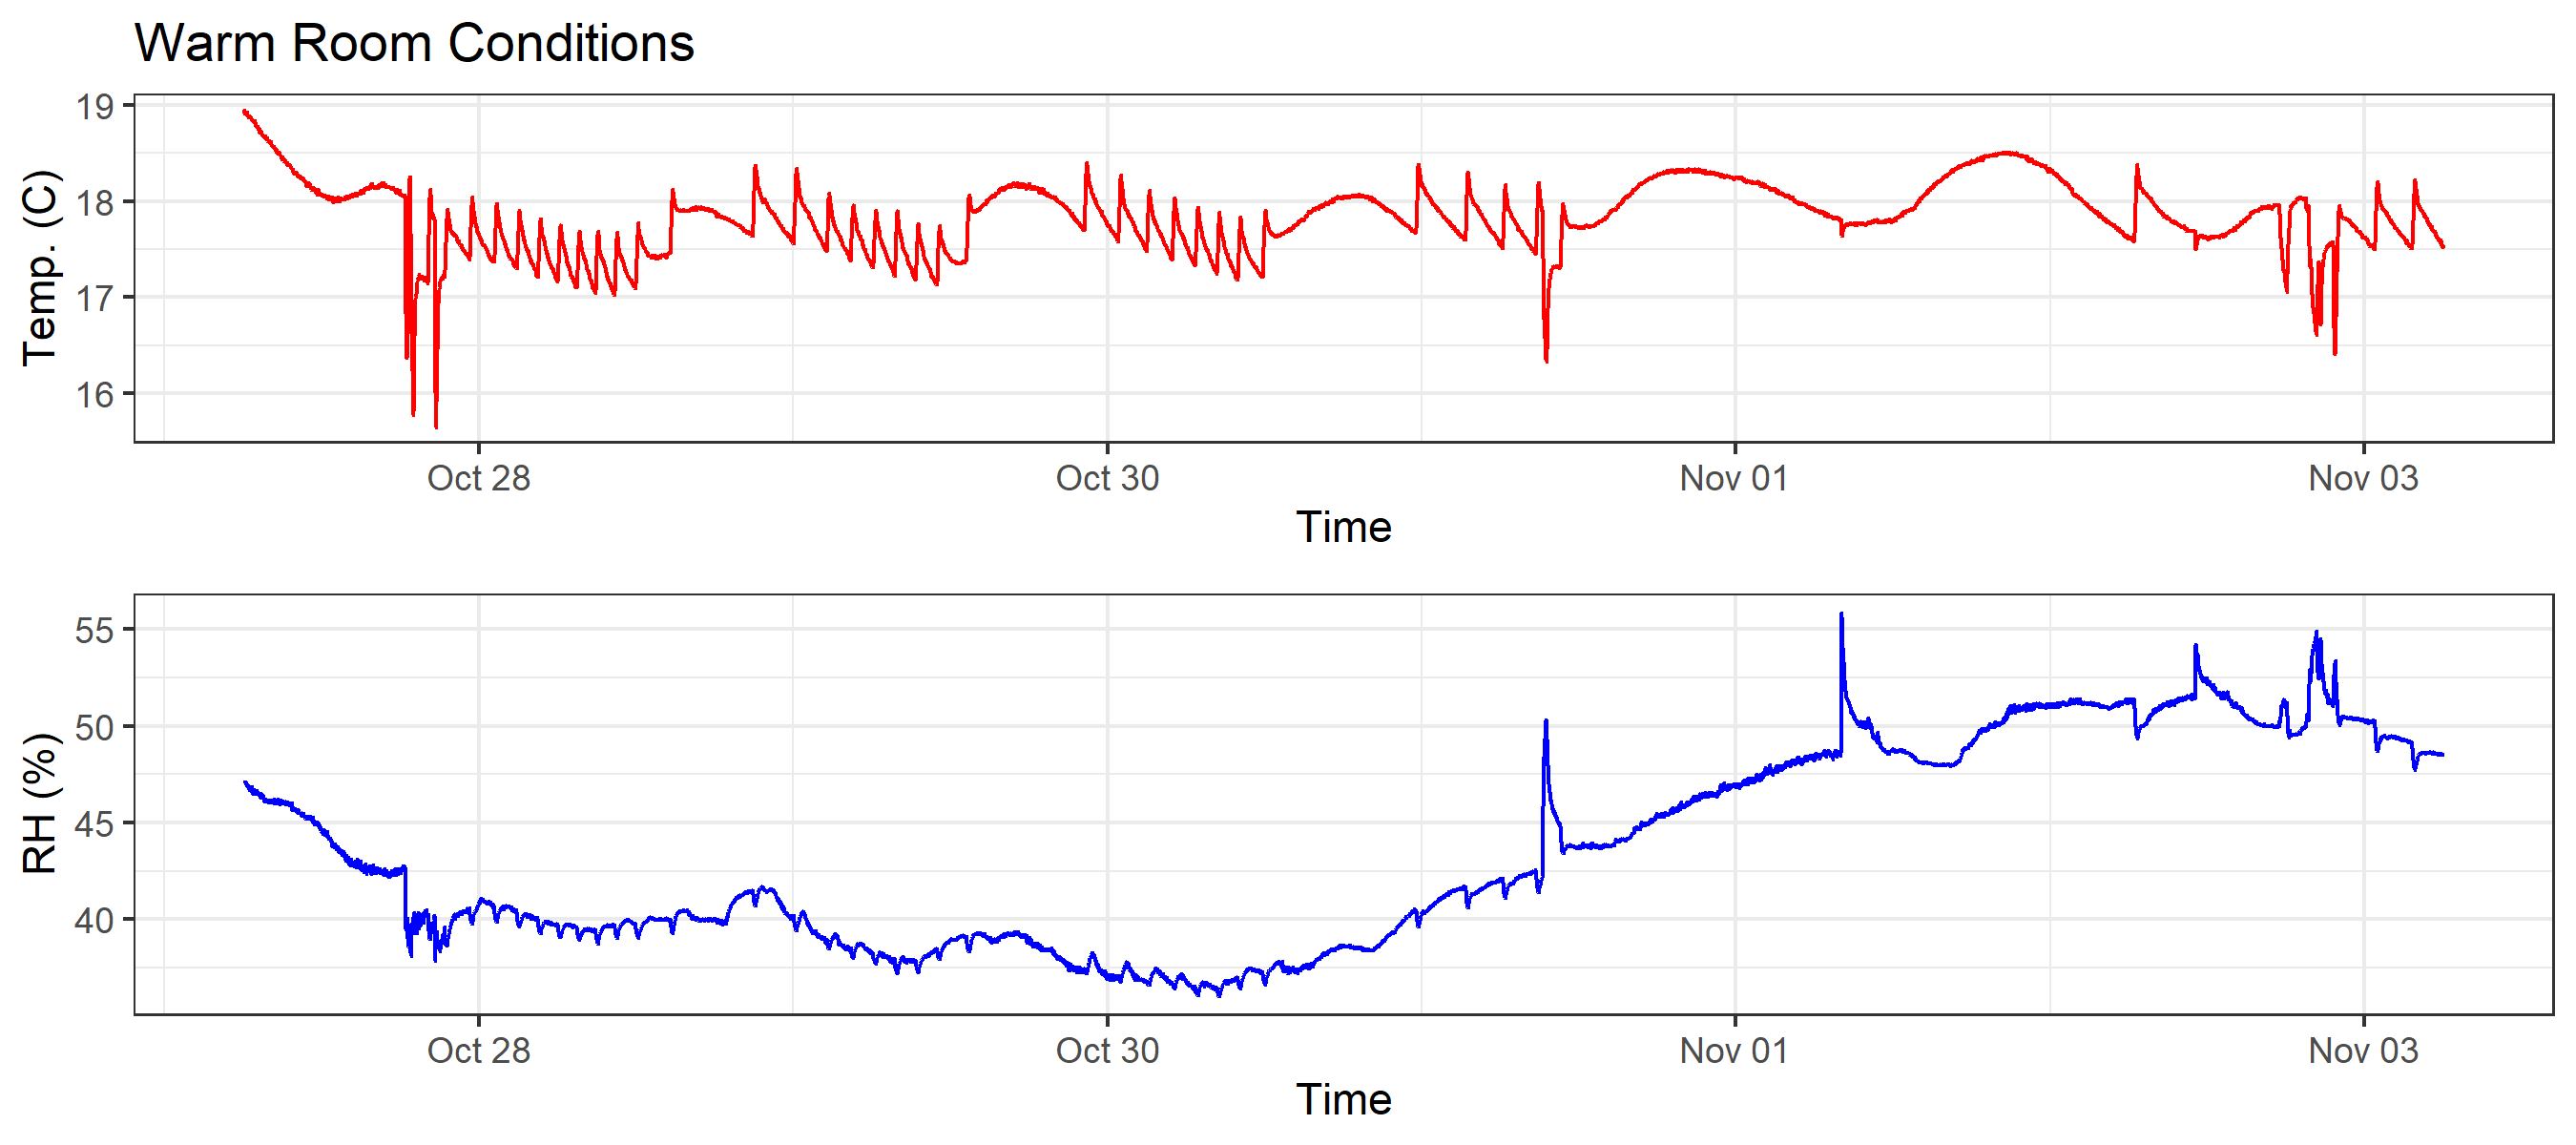 Warm Room Conditions
Temp. (C)
19
18
17
16
Oct 28 Oct 30 Nov 01 Nov 03
Time
RH (%)
55
50
45
40
Oct 28 Oct 30 Nov 01 Nov 03
Time